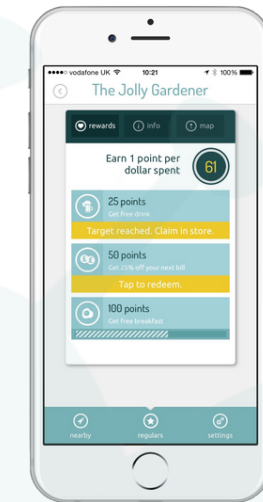 vodafone UK 10:21 100%
The Jolly Gardener
rewards info map
Earn 1 point per
dollar spent
61
25 points
Get free drink
Target reached. Claim in store.
50 points
Get 25% off your next bill
Tap to redeem.
100 points
Get free breakfast
nearby regulars settings